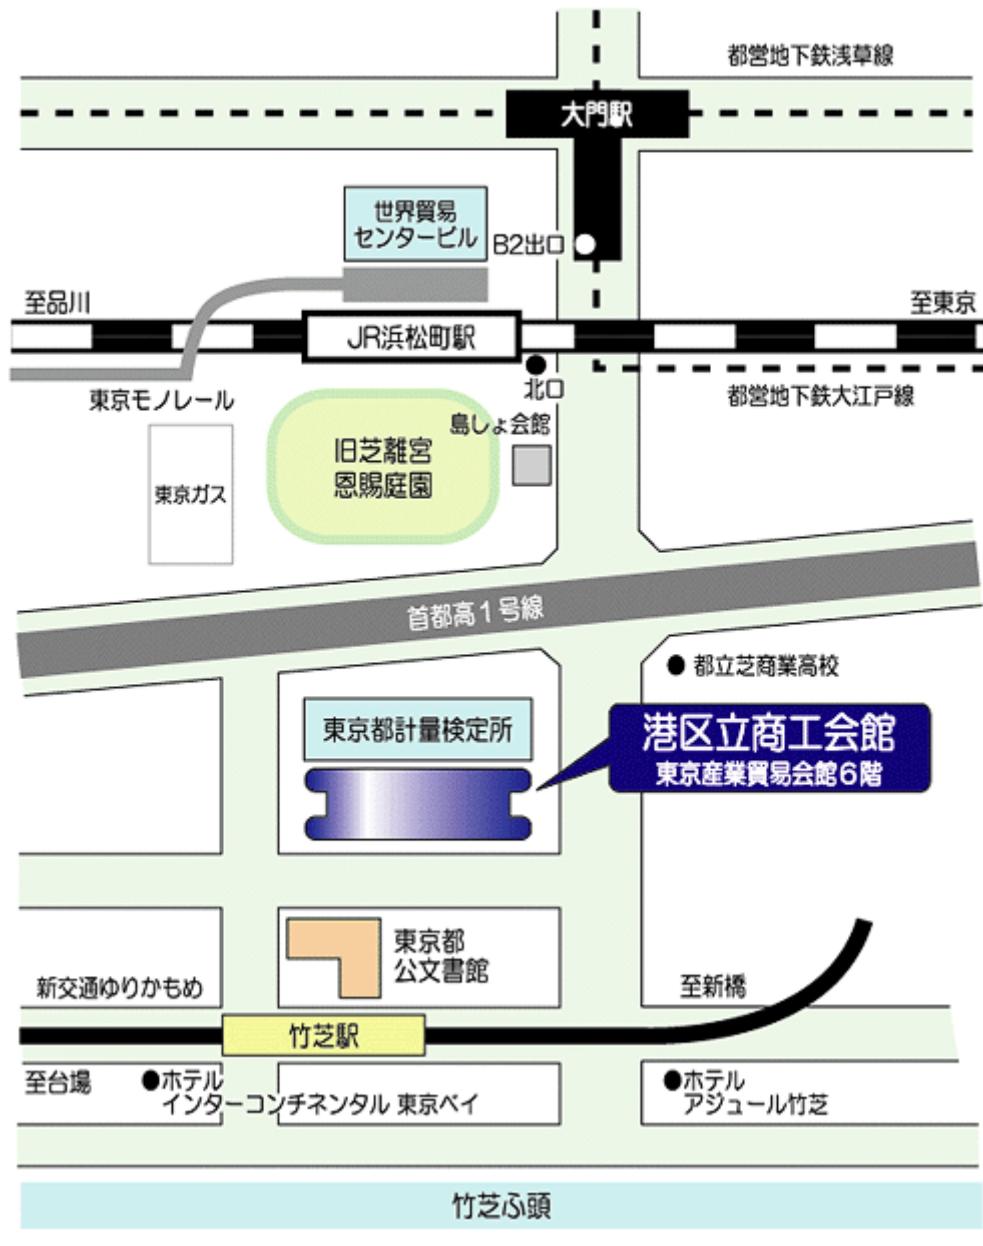 都営地下鉄浅草線
大門駅
世界貿易
センタービル
B2出口
至品川
至東京
JR浜松町駅
東京モノレール
北口
都営地下鉄大江戸線
島しょ会館
旧芝離宮
恩賜庭園
東京ガス
首都高1号線
都立芝商業高校
東京都計量検定所
港区立商工会館
東京産業貿易会館6階
東京都
公文書館
新交通ゆりかもめ
至新橋
竹芝駅
至台場
ホテル
インターコンチネンタル 東京ベイ
ホテル
アジュール竹芝
竹芝ふ頭